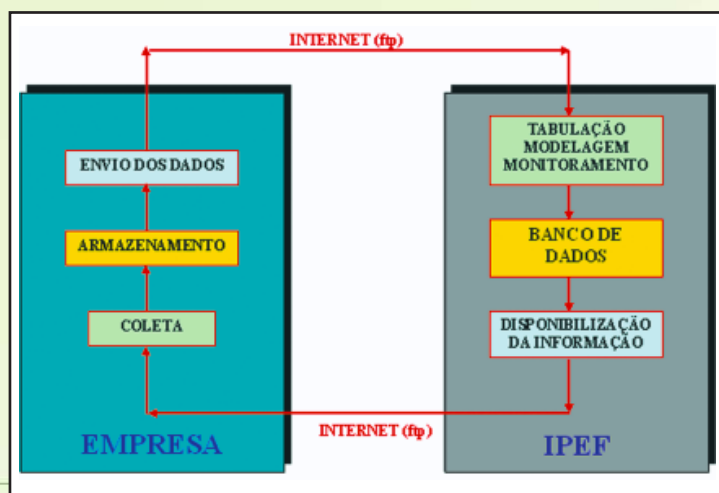 INTERNET (ftp)
ENVIO DOS DADOS
ARMAZENAMENTO
COLETA
EMPRESA
TABULAÇÃO
MODELAGEM
MONITORAMENTO
BANCO DE
DADOS
DISPONIBILIZAÇÃO
DA INFORMAÇÃO
IPEF
INTERNET (ftp)